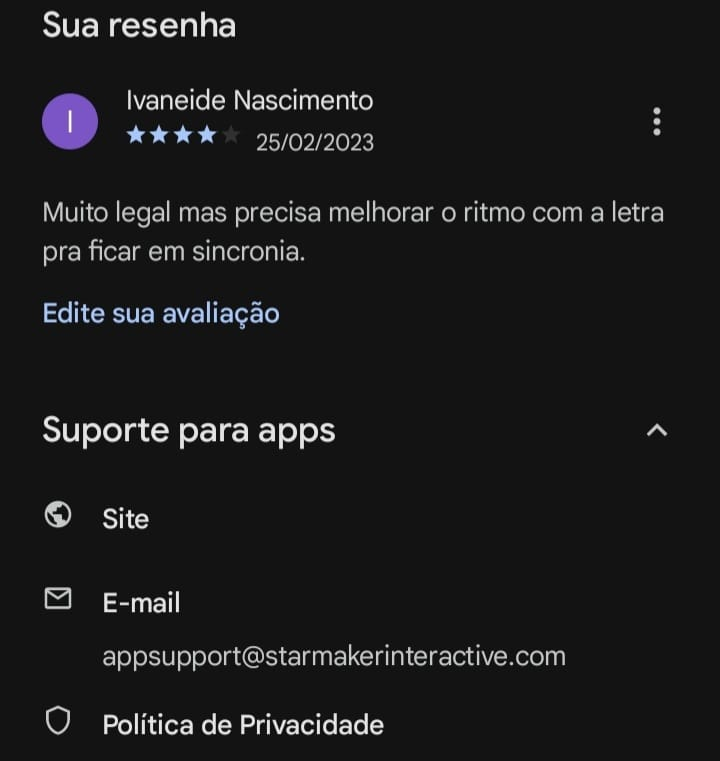 Sua resenha
I
Ivaneide Nascimento
25/02/2023
Muito legal mas precisa melhorar o ritmo com a letra
pra ficar em sincronia.
Edite sua avaliação
Suporte para apps
Site
E-mail
appsupport@starmakerinteractive.com
Política de Privacidade